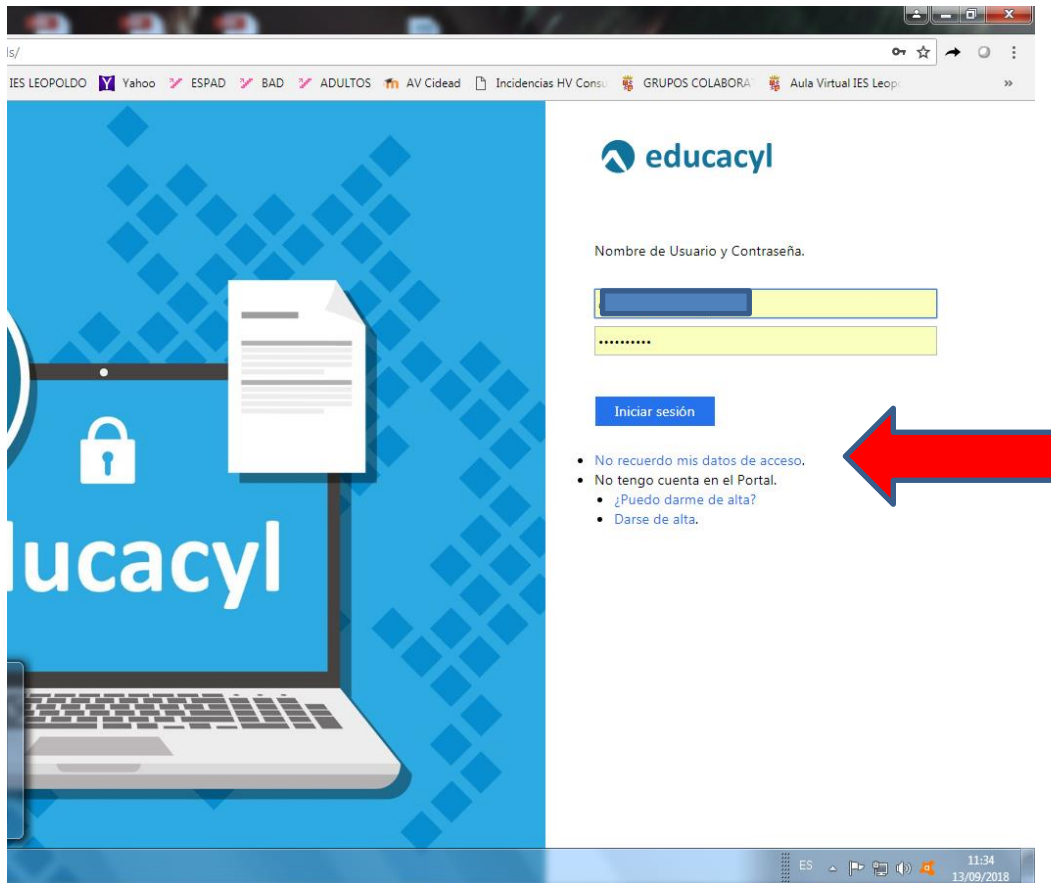 ls/
IES LEOPOLDO Yahoo ESPAD BAD ADULTOS AV Cidead Incidencias HV Consu GRUPOS COLABORA Aula Virtual IES Leop »
educacyl
Nombre de Usuario y Contraseña.
••••••••••
Iniciar sesión
No recuerdo mis datos de acceso.
No tengo cuenta en el Portal.
¿Puedo darme de alta?
Darse de alta.
ucacyl
ES 11:34
13/09/2018